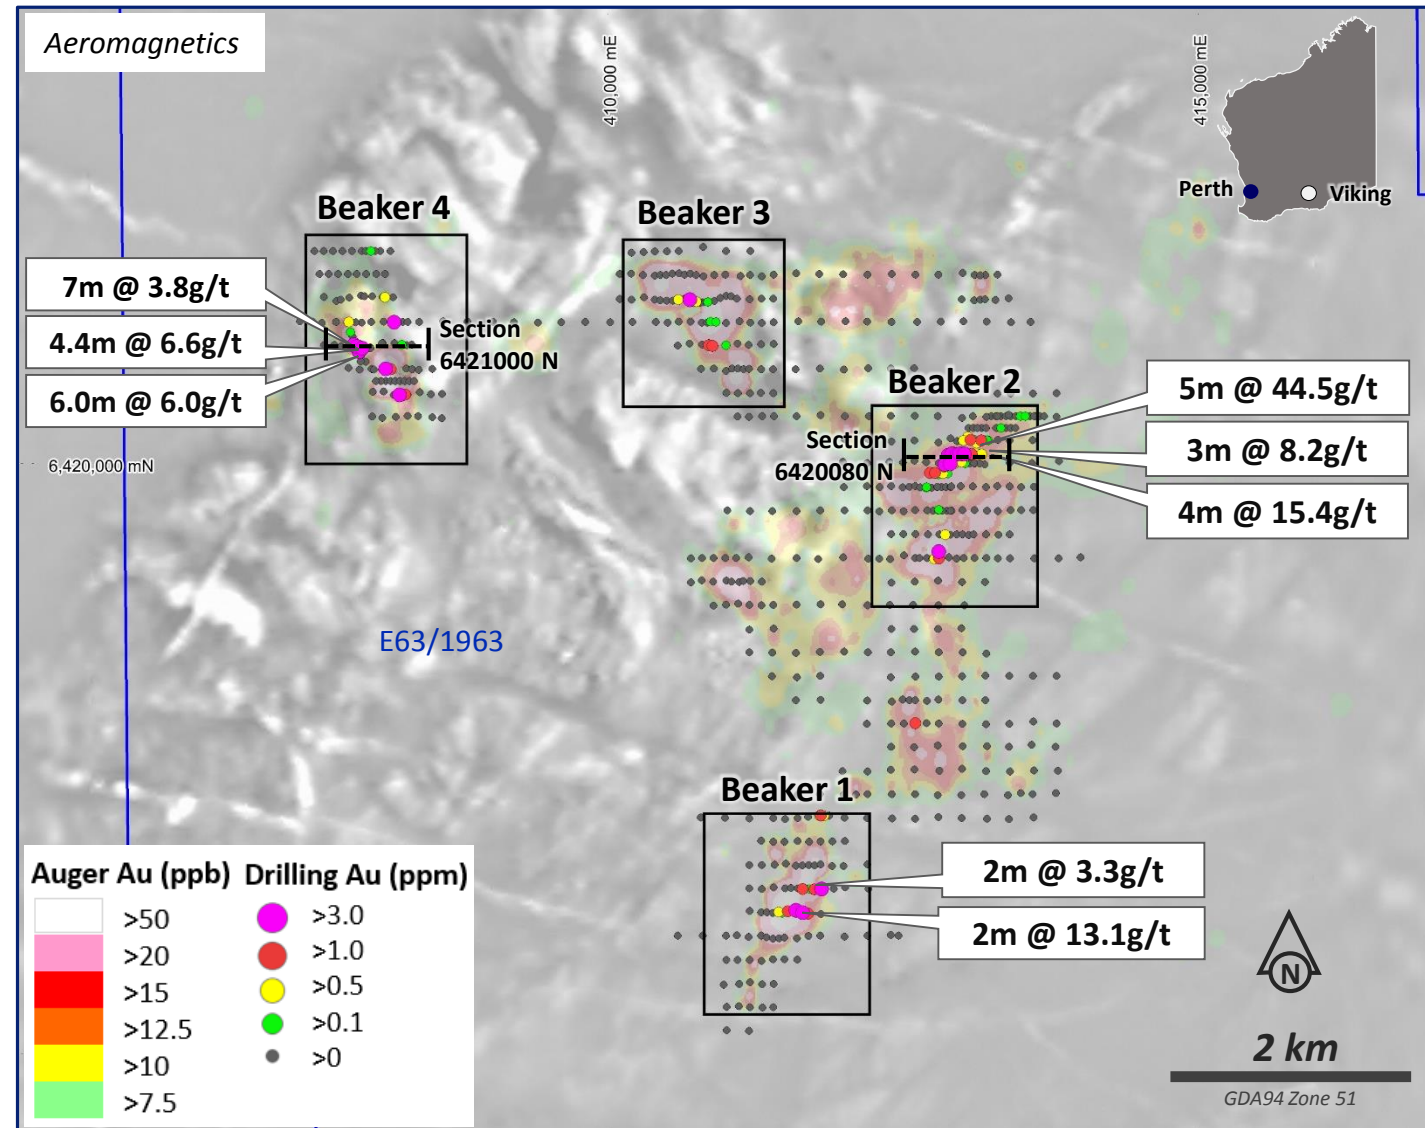 Aeromagnetics
410,000 mE
415,000 mE
Perth
Viking
Beaker 4
Beaker 3
7m @ 3.8g/t
4.4m @ 6.6g/t
6.0m @ 6.0g/t
Section
6421000 N
Beaker 2
5m @ 44.5g/t
3m @ 8.2g/t
4m @ 15.4g/t
Section
6420080 N
6,420,000 mN
E63/1963
Beaker 1
2m @ 3.3g/t
2m @ 13.1g/t
Auger Au (ppb)
>50
>20
>15
>12.5
>10
>7.5
Drilling Au (ppm)
>3.0
>1.0
>0.5
>0.1
>0
N
2 km
GDA94 Zone 51